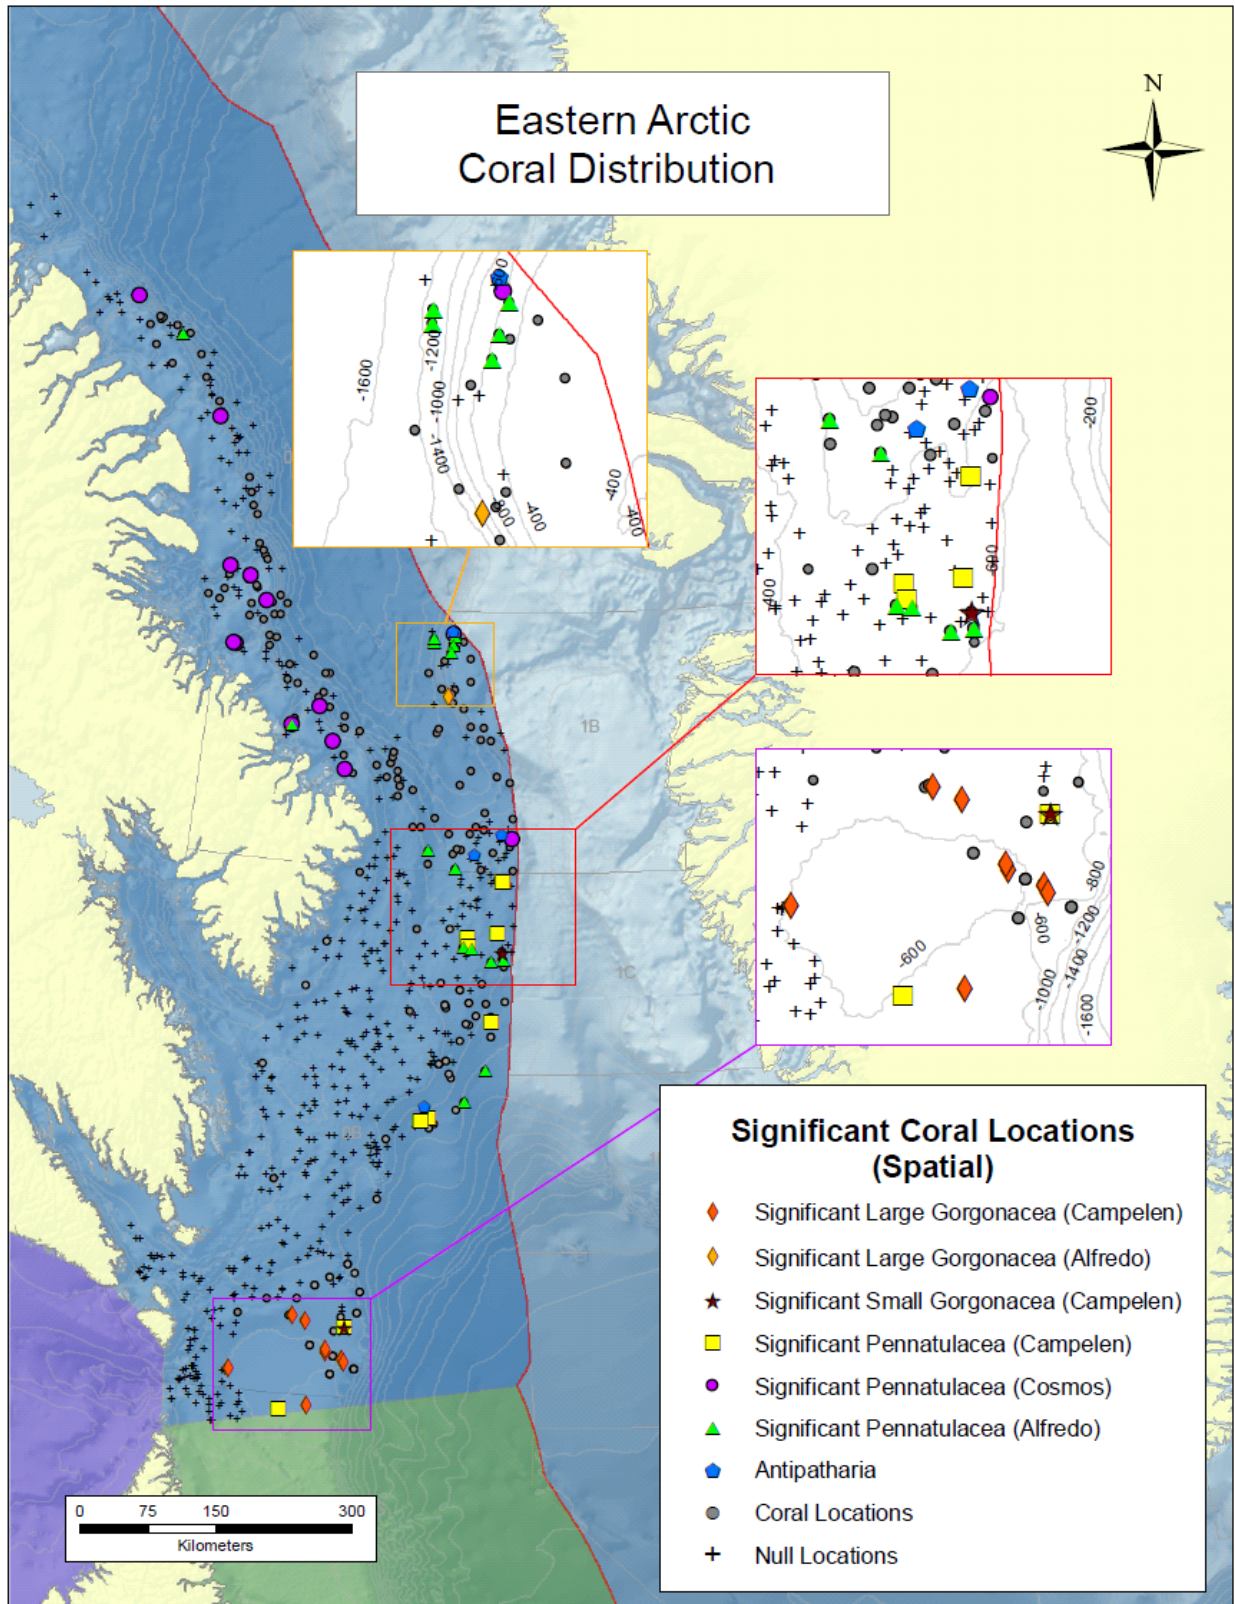 Eastern Arctic
Coral Distribution
N
-1600
-1200
-1000
-1400
-800
-400
-400
-400
-200
-600
-400
1B
1C
0B
-800
-600
-600
-1200
-1400
-1000
-1600
Significant Coral Locations
(Spatial)
Significant Large Gorgonacea (Campelen)
Significant Large Gorgonacea (Alfredo)
Significant Small Gorgonacea (Campelen)
Significant Pennatulacea (Campelen)
Significant Pennatulacea (Cosmos)
Significant Pennatulacea (Alfredo)
Antipatharia
Coral Locations
Null Locations
0 75 150 300
Kilometers